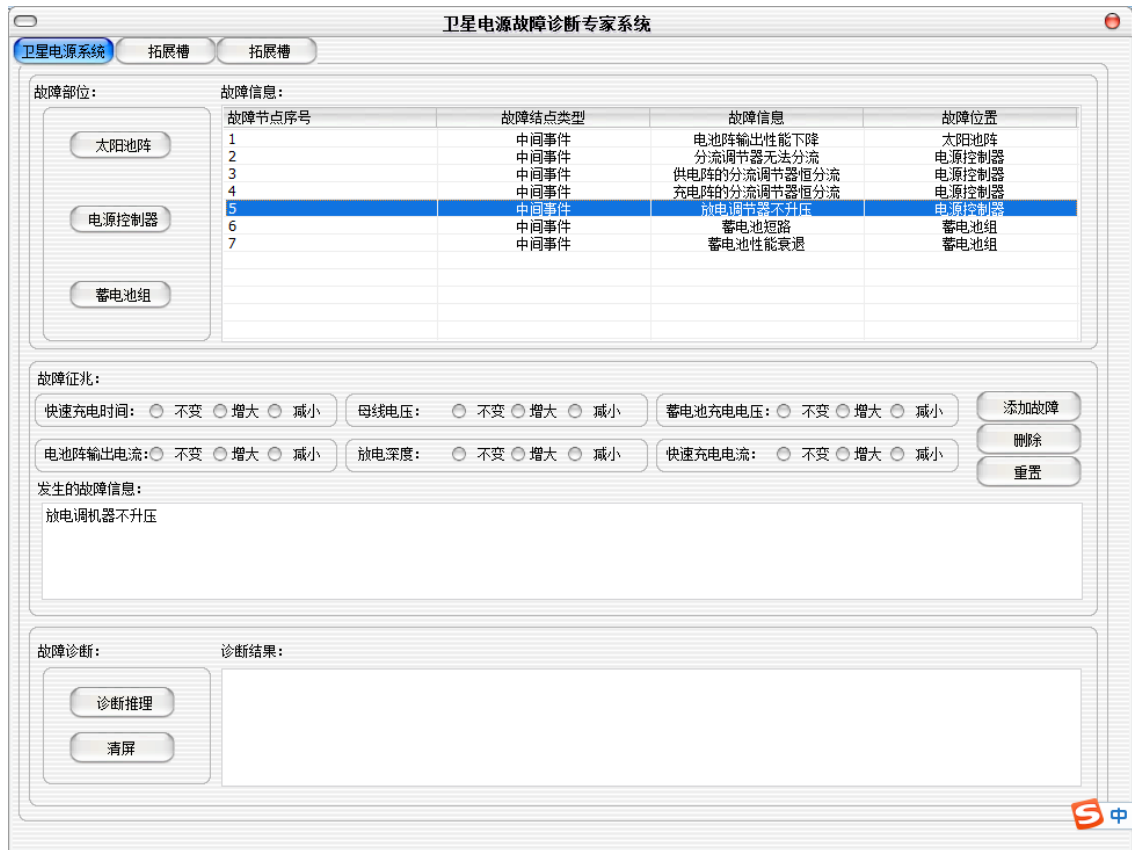 卫星电源故障诊断专家系统
卫星电源系统 拓展槽 拓展槽
故障部位: 故障信息:
故障节点序号 故障结点类型 故障信息 故障位置
1 中间事件 电池阵输出性能下降 太阳池阵
2 中间事件 分流调节器无法分流 电源控制器
3 中间事件 供电阵的分流调节器恒分流 电源控制器
4 中间事件 充电阵的分流调节器恒分流 电源控制器
5 中间事件 放电调节器不升压 电源控制器
6 中间事件 蓄电池短路 蓄电池组
7 中间事件 蓄电池性能衰退 蓄电池组
太阳池阵
电源控制器
蓄电池组
故障征兆:
快速充电时间: 不变 增大 减小 母线电压: 不变 增大 减小 蓄电池充电电压: 不变 增大 减小 添加故障
删除
电池阵输出电流: 不变 增大 减小 放电深度: 不变 增大 减小 快速充电电流: 不变 增大 减小
重置
发生的故障信息:
放电调机器不升压
故障诊断: 诊断结果:
诊断推理
清屏
S 中